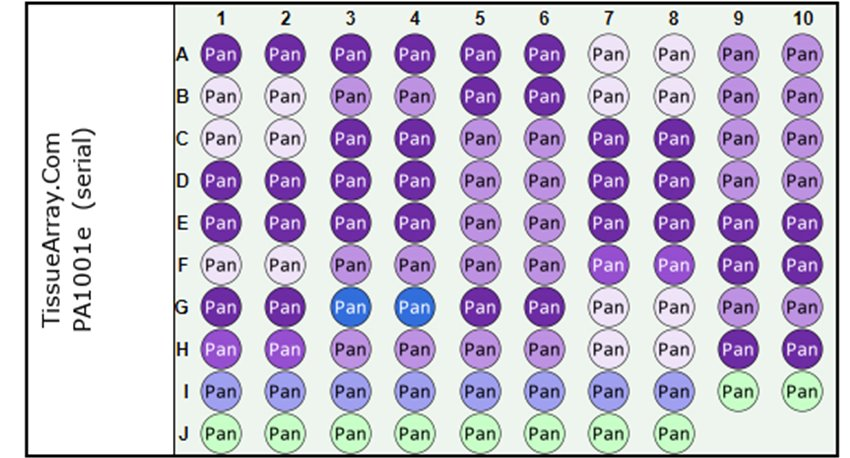 TissueArray.Com
PA1001e (serial)
1 2 3 4 5 6 7 8 9 10
A Pan Pan Pan Pan Pan Pan Pan Pan Pan Pan
B Pan Pan Pan Pan Pan Pan Pan Pan Pan Pan
C Pan Pan Pan Pan Pan Pan Pan Pan Pan Pan
D Pan Pan Pan Pan Pan Pan Pan Pan Pan Pan
E Pan Pan Pan Pan Pan Pan Pan Pan Pan Pan
F Pan Pan Pan Pan Pan Pan Pan Pan Pan Pan
G Pan Pan Pan Pan Pan Pan Pan Pan Pan Pan
H Pan Pan Pan Pan Pan Pan Pan Pan Pan Pan
I Pan Pan Pan Pan Pan Pan Pan Pan Pan Pan
J Pan Pan Pan Pan Pan Pan Pan Pan